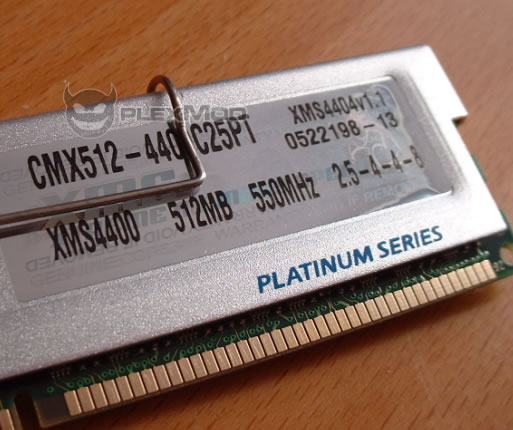 PLEXMOD
CMX512-440 C25PT XMS4404v1.1
0522198-13
XMS4400 512MB 550MHz 2.5-4-4-8
PLATINUM SERIES